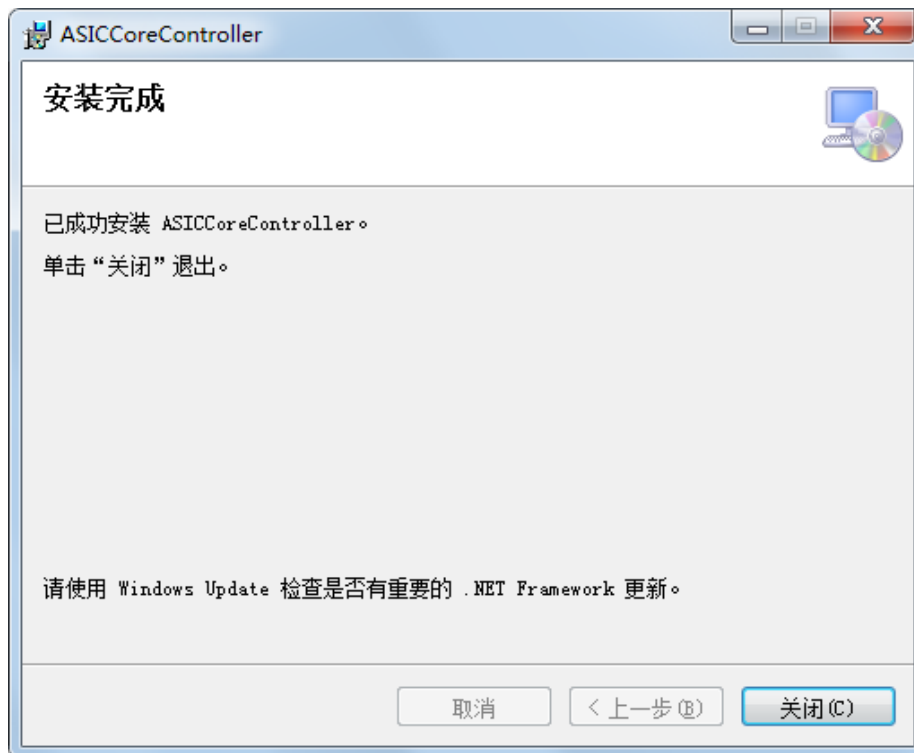 ASICCoreController
安装完成
已成功安装 ASICCoreController。
单击“关闭”退出。
请使用 Windows Update 检查是否有重要的 .NET Framework 更新。
取消
< 上一步(B)
关闭(C)